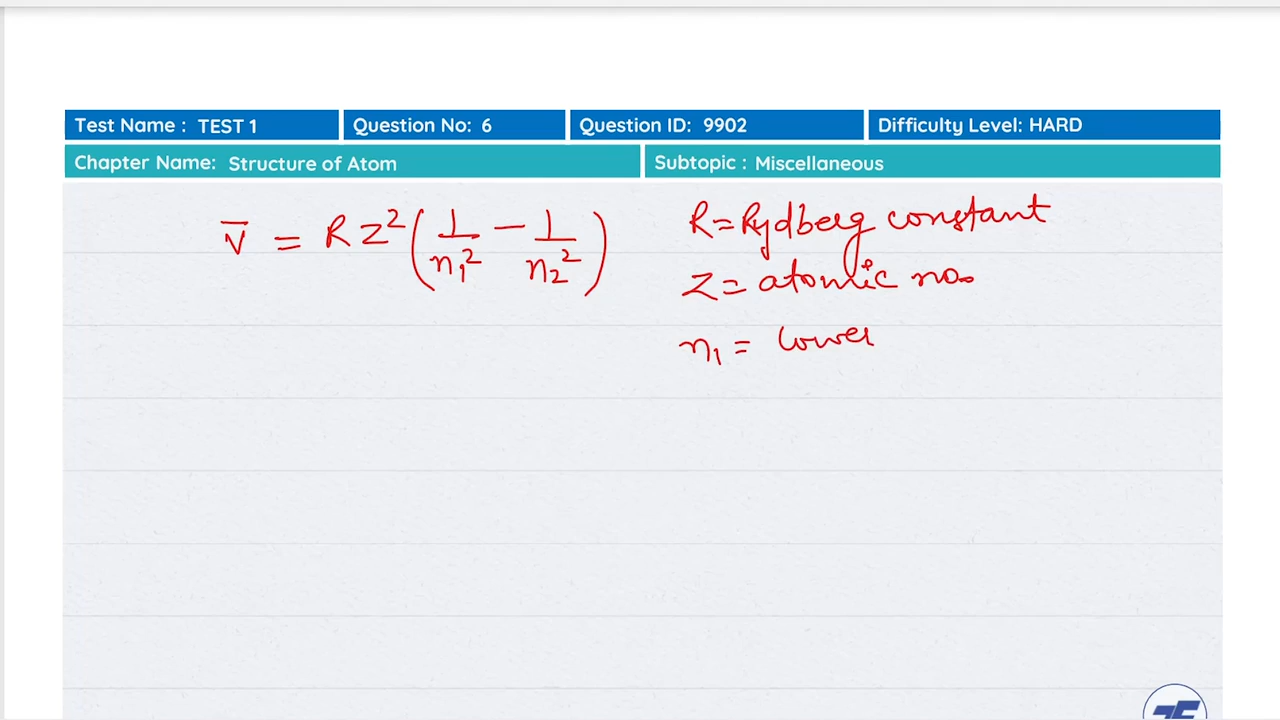 Test Name : TEST 1 Question No: 6 Question ID: 9902 Difficulty Level: HARD
Chapter Name: Structure of Atom Subtopic : Miscellaneous
v̅ = R Z² (1/n₁² − 1/n₂²)
R = Rydberg constant
Z = atomic no.
n₁ = lower